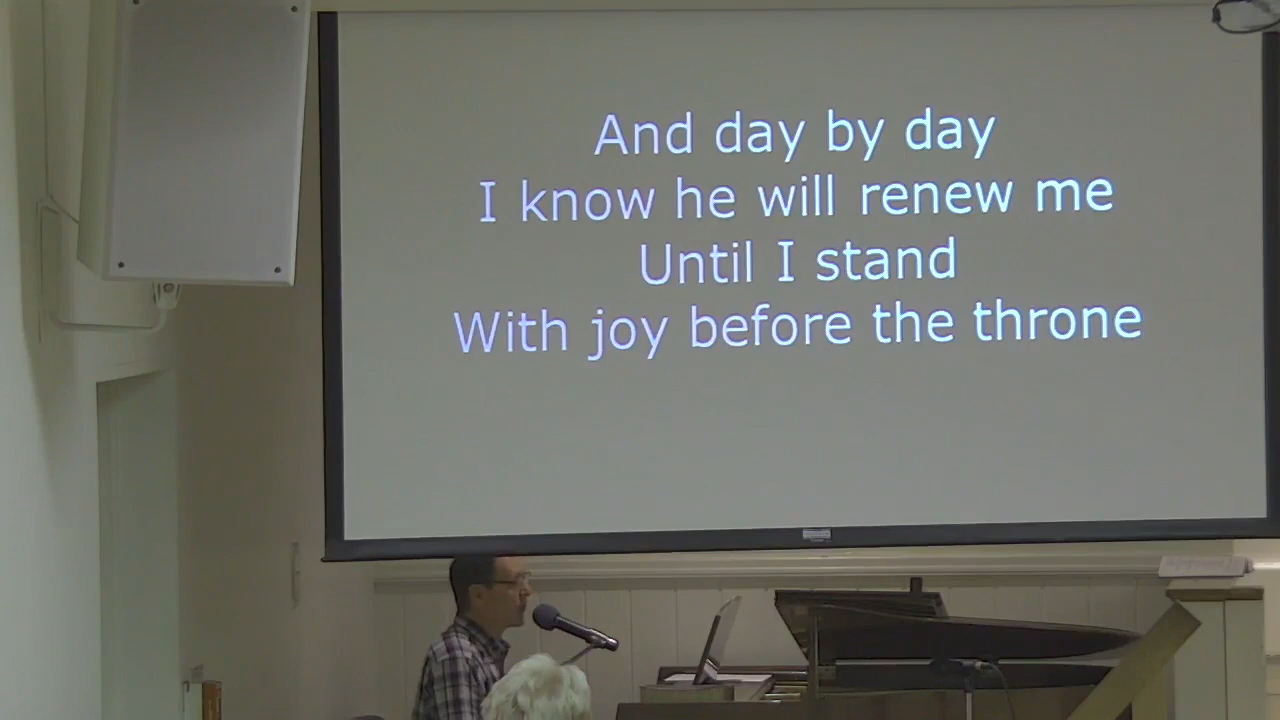 And day by day
I know he will renew me
Until I stand
With joy before the throne